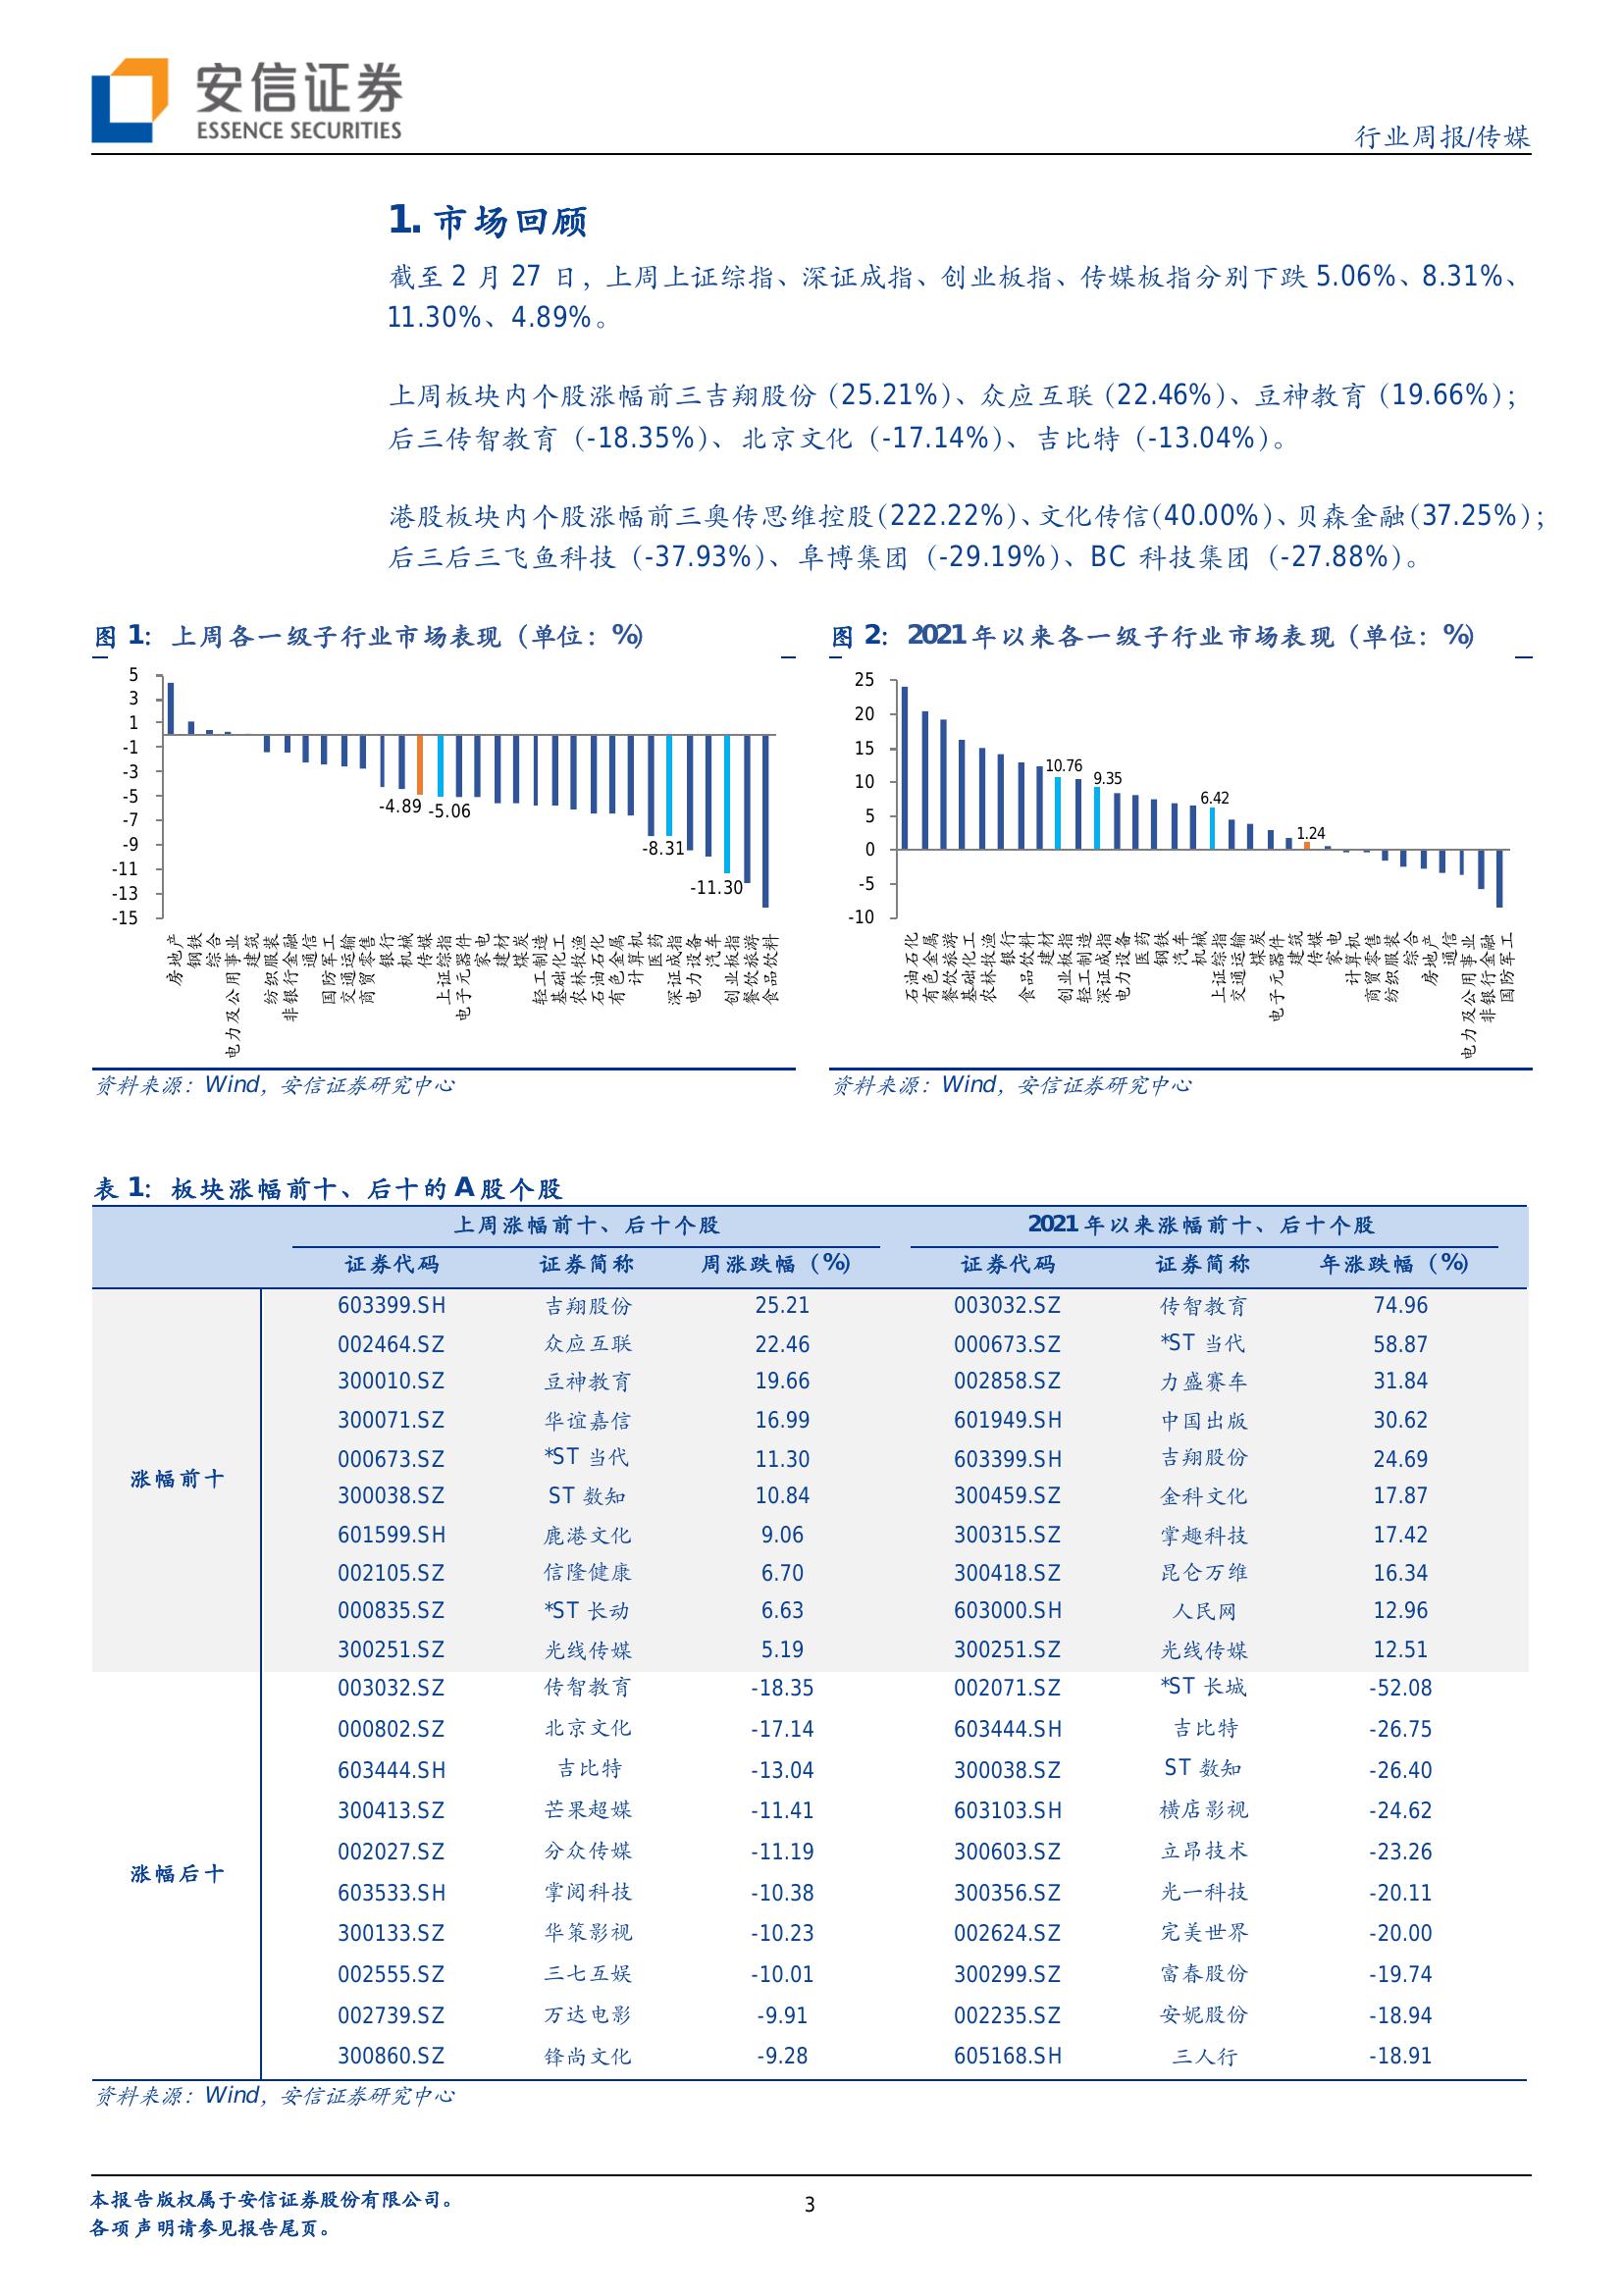 安信证券
ESSENCE SECURITIES
行业周报/传媒
1. 市场回顾
截至 2 月 27 日，上周上证综指、深证成指、创业板指、传媒板指分别下跌 5.06%、8.31%、
11.30%、4.89%。
上周板块内个股涨幅前三吉翔股份（25.21%）、众应互联（22.46%）、豆神教育（19.66%）；
后三传智教育（-18.35%）、北京文化（-17.14%）、吉比特（-13.04%）。
港股板块内个股涨幅前三奥传思维控股（222.22%）、文化传信（40.00%）、贝森金融（37.25%）；
后三后三飞鱼科技（-37.93%）、阜博集团（-29.19%）、BC 科技集团（-27.88%）。
图 1：上周各一级子行业市场表现（单位：%）
5
3
1
-1
-3
-5
-7
-9
-11
-13
-15
-4.89
-5.06
-8.31
-11.30
房地产
钢铁
综合
电力及公用事业
建筑
纺织服装
非银行金融
通信
国防军工
交通运输
商贸零售
银行
机械
传媒
上证综指
电子元器件
家电
建材
煤炭
轻工制造
基础化工
农林牧渔
石油石化
有色金属
计算机
医药
深证成指
电力设备
汽车
创业板指
餐饮旅游
食品饮料
资料来源：Wind，安信证券研究中心
图 2：2021 年以来各一级子行业市场表现（单位：%）
25
20
15
10
5
0
-5
-10
10.76
9.35
6.42
1.24
石油石化
有色金属
餐饮旅游
基础化工
农林牧渔
银行
食品饮料
建材
创业板指
轻工制造
深证成指
电力设备
医药
钢铁
汽车
机械
上证综指
交通运输
煤炭
电子元器件
建筑
传媒
家电
计算机
商贸零售
纺织服装
综合
房地产
通信
电力及公用事业
非银行金融
国防军工
资料来源：Wind，安信证券研究中心
表 1：板块涨幅前十、后十的 A 股个股
上周涨幅前十、后十个股 2021 年以来涨幅前十、后十个股
证券代码 证券简称 周涨跌幅（%） 证券代码 证券简称 年涨跌幅（%）
涨幅前十
603399.SH 吉翔股份 25.21 003032.SZ 传智教育 74.96
002464.SZ 众应互联 22.46 000673.SZ *ST 当代 58.87
300010.SZ 豆神教育 19.66 002858.SZ 力盛赛车 31.84
300071.SZ 华谊嘉信 16.99 601949.SH 中国出版 30.62
000673.SZ *ST 当代 11.30 603399.SH 吉翔股份 24.69
300038.SZ ST 数知 10.84 300459.SZ 金科文化 17.87
601599.SH 鹿港文化 9.06 300315.SZ 掌趣科技 17.42
002105.SZ 信隆健康 6.70 300418.SZ 昆仑万维 16.34
000835.SZ *ST 长动 6.63 603000.SH 人民网 12.96
300251.SZ 光线传媒 5.19 300251.SZ 光线传媒 12.51
涨幅后十
003032.SZ 传智教育 -18.35 002071.SZ *ST 长城 -52.08
000802.SZ 北京文化 -17.14 603444.SH 吉比特 -26.75
603444.SH 吉比特 -13.04 300038.SZ ST 数知 -26.40
300413.SZ 芒果超媒 -11.41 603103.SH 横店影视 -24.62
002027.SZ 分众传媒 -11.19 300603.SZ 立昂技术 -23.26
603533.SH 掌阅科技 -10.38 300356.SZ 光一科技 -20.11
300133.SZ 华策影视 -10.23 002624.SZ 完美世界 -20.00
002555.SZ 三七互娱 -10.01 300299.SZ 富春股份 -19.74
002739.SZ 万达电影 -9.91 002235.SZ 安妮股份 -18.94
300860.SZ 锋尚文化 -9.28 605168.SH 三人行 -18.91
资料来源：Wind，安信证券研究中心
本报告版权属于安信证券股份有限公司。
各项声明请参见报告尾页。
3